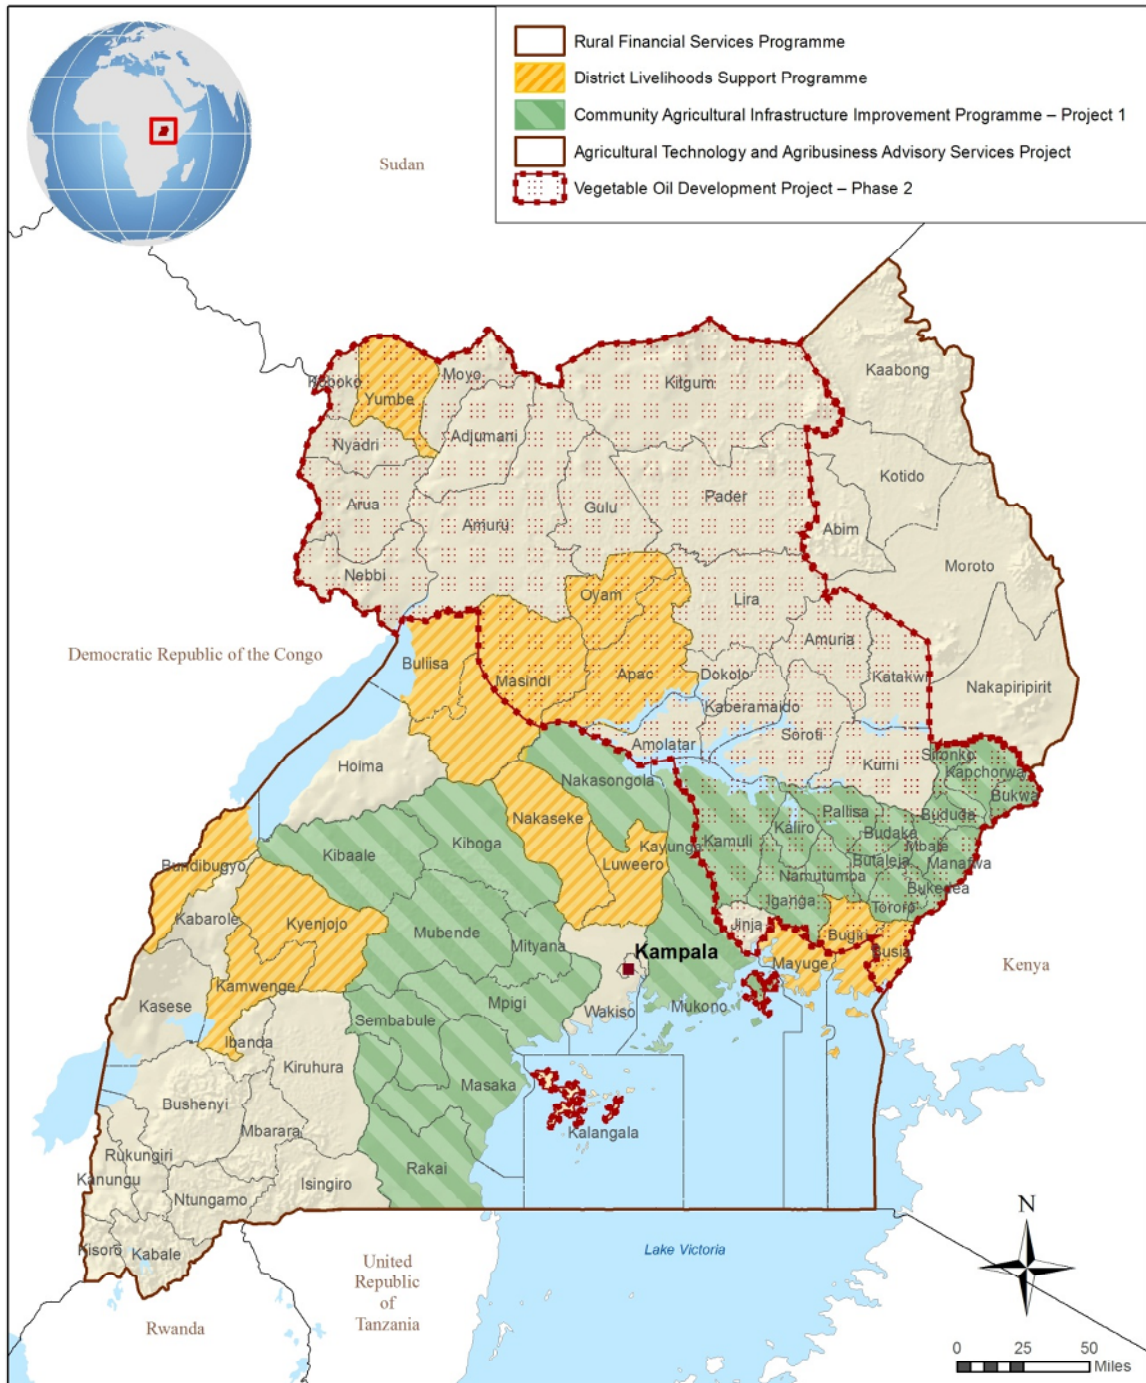 Rural Financial Services Programme
District Livelihoods Support Programme
Community Agricultural Infrastructure Improvement Programme – Project 1
Agricultural Technology and Agribusiness Advisory Services Project
Vegetable Oil Development Project – Phase 2
Sudan
Kaabong
Koboko
Moyo
Kitgum
Yumbe
Nyadri
Adjumani
Kotido
Arua
Amuru
Gulu
Pader
Abim
Moroto
Nebbi
Oyam
Lira
Amuria
Democratic Republic of the Congo
Buliisa
Masindi
Apac
Dokolo
Katakwi
Nakapiripirit
Kaberamaido
Soroti
Amolatar
Kumi
Hoima
Sironko
Nakasongola
Kapchorwa
Bukwa
Nakaseke
Pallisa
Bududa
Kamuli
Kaliro
Budaka
Mbale
Kibaale
Kiboga
Kayunga
Butaleja
Manafwa
Bundibugyo
Luweero
Namutumba
Bukedea
Kabarole
Kyenjojo
Iganga
Tororo
Mubende
Jinja
Bugiri
Mityana
Kampala
Busia
Mayuge
Kenya
Kasese
Kamwenge
Mpigi
Wakiso
Mukono
Sembabule
Ibanda
Kiruhura
Masaka
Bushenyi
Mbarara
Kalangala
Rukungiri
Rakai
Kanungu
Isingiro
Ntungamo
Kisoro
Kabale
N
Lake Victoria
United
Republic
of
Tanzania
Rwanda
0 25 50
Miles